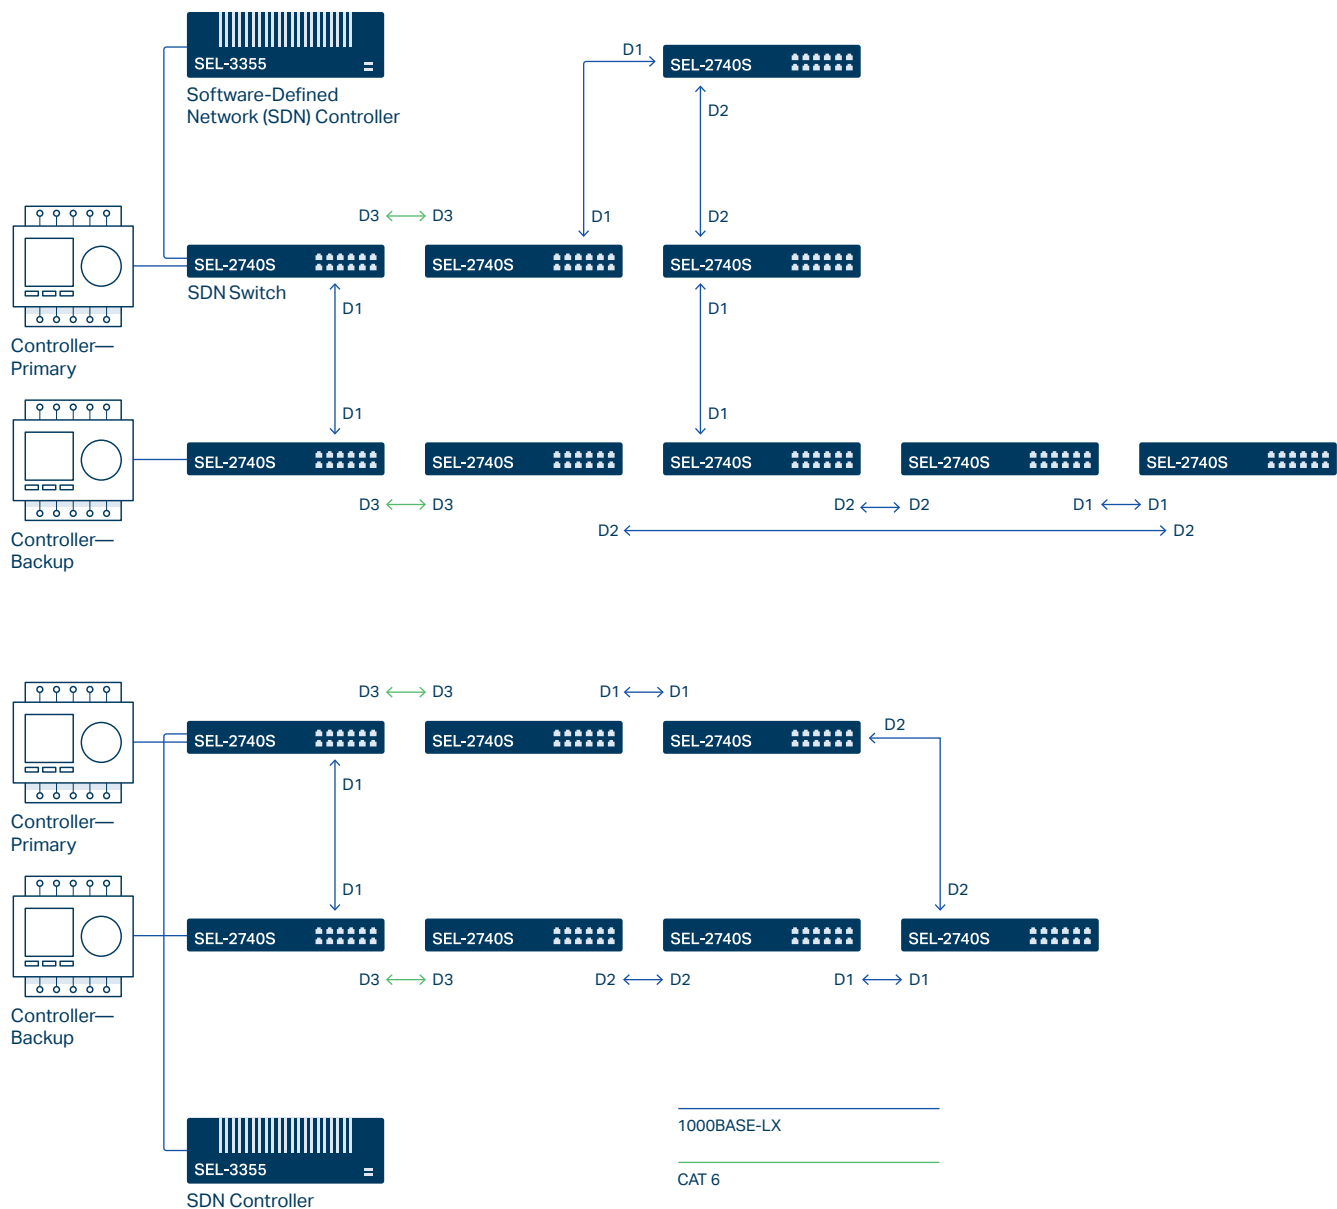 SEL-3355
Software-Defined
Network (SDN) Controller
D1
SEL-2740S
D2
D3
D3
D1
D2
SEL-2740S
SEL-2740S
SEL-2740S
SDN Switch
Controller—
Primary
D1
D1
D1
D1
SEL-2740S
SEL-2740S
SEL-2740S
SEL-2740S
SEL-2740S
D3
D3
D2
D2
D1
D1
D2
D2
Controller—
Backup
D3
D3
D1
D1
SEL-2740S
SEL-2740S
SEL-2740S
D2
Controller—
Primary
D1
D1
D2
SEL-2740S
SEL-2740S
SEL-2740S
SEL-2740S
D3
D3
D2
D2
D1
D1
Controller—
Backup
SEL-3355
SDN Controller
1000BASE-LX
CAT 6